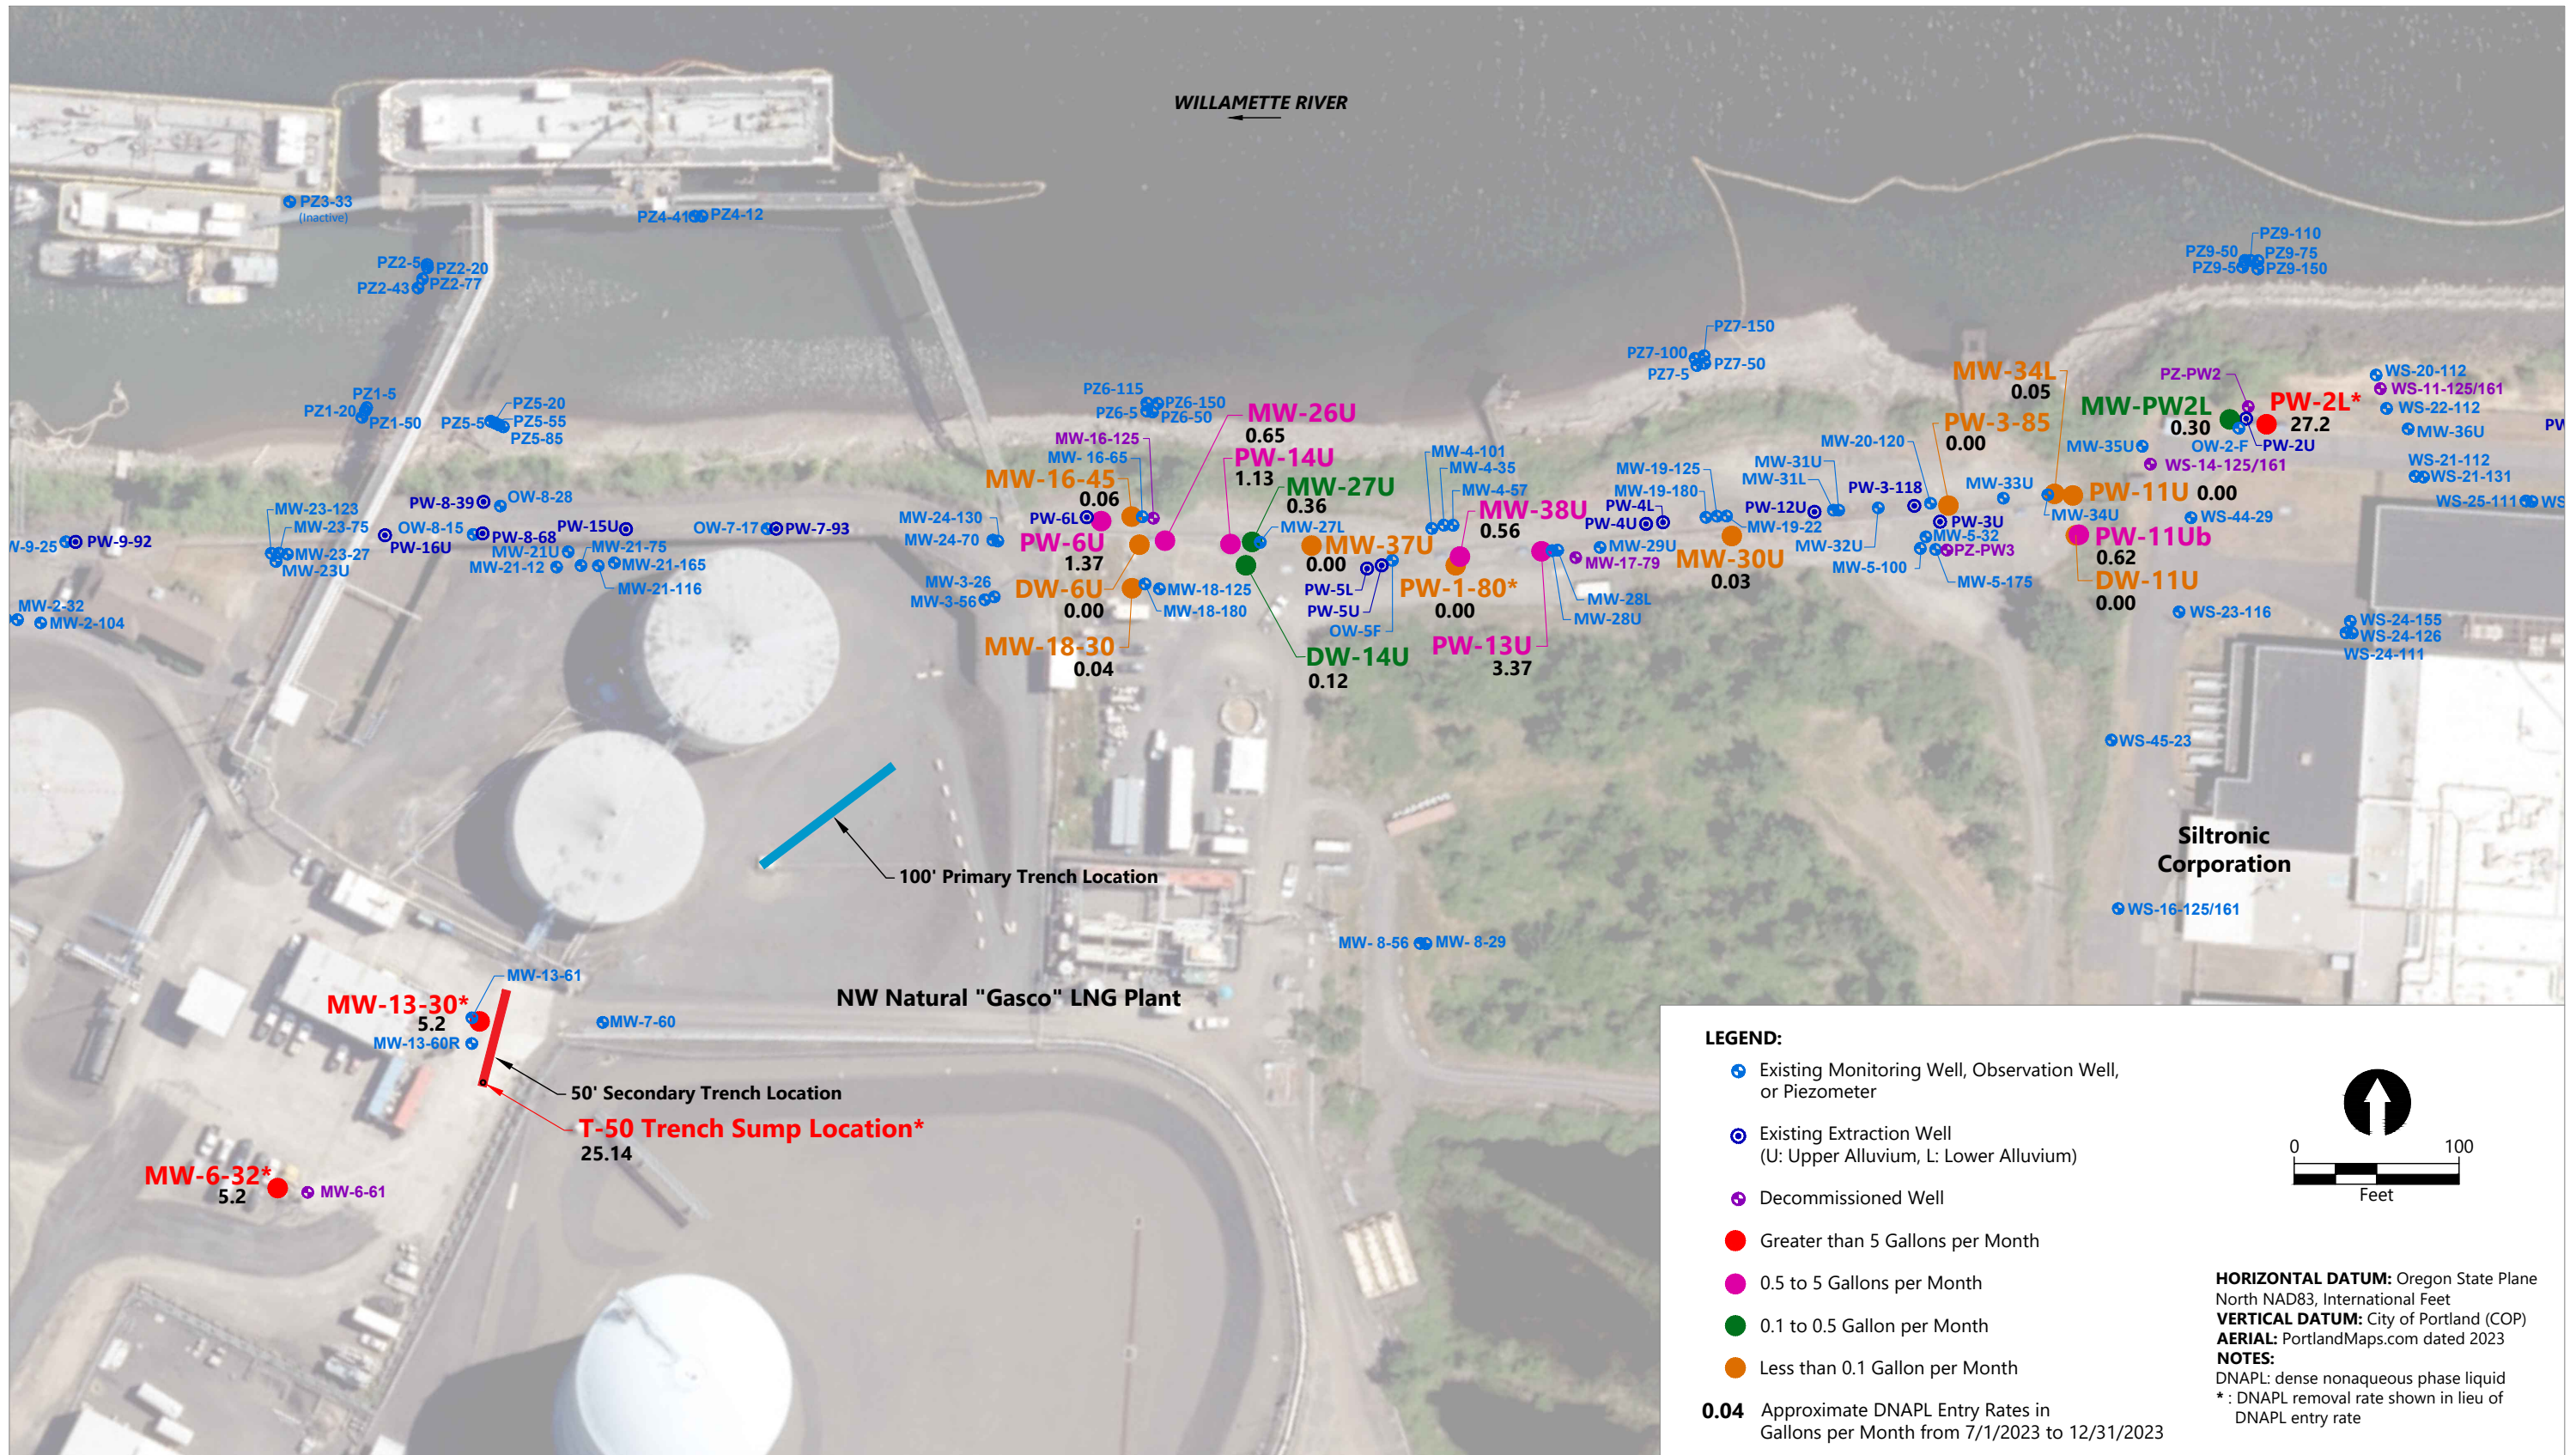 WILLAMETTE RIVER
PZ3-33
(Inactive)
PZ4-41
PZ4-12
PZ2-5
PZ2-20
PZ2-77
PZ2-43
PZ9-110
PZ9-50
PZ9-75
PZ9-5
PZ9-150
PZ7-150
PZ7-100
PZ7-50
PZ7-5
PZ1-5
PZ1-20
PZ1-50
PZ5-20
PZ5-5
PZ5-55
PZ5-85
PZ6-115
PZ6-150
PZ6-5
PZ6-50
MW-26U
0.65
MW-16-125
MW- 16-65
PW-14U
1.13
MW-16-45
0.06
MW-27U
0.36
PW-6L
MW-27L
PW-6U
1.37
MW-37U
0.00
DW-6U
0.00
MW-18-125
MW-18-180
MW-18-30
0.04
DW-14U
0.12
MW-24-130
MW-24-70
MW-3-26
MW-3-56
PW-8-39
OW-8-28
OW-8-15
PW-8-68
PW-15U
OW-7-17
PW-7-93
MW-23-123
MW-23-75
MW-23-27
MW-23U
PW-16U
MW-21U
MW-21-75
MW-21-12
MW-21-165
MW-21-116
W-9-25
PW-9-92
MW-2-32
MW-2-104
MW-4-101
MW-4-35
MW-4-57
MW-38U
0.56
PW-5L
PW-5U
OW-5F
PW-1-80*
0.00
PW-13U
3.37
MW-28L
MW-28U
MW-17-79
MW-29U
PW-4L
PW-4U
MW-19-125
MW-19-180
MW-19-22
MW-30U
0.03
MW-31U
MW-31L
PW-12U
MW-32U
MW-20-120
PW-3-118
PW-3-85
0.00
MW-33U
PW-3U
MW-5-32
PZ-PW3
MW-5-100
MW-5-175
MW-34L
0.05
MW-34U
PW-11U
0.00
PW-11Ub
0.62
DW-11U
0.00
PZ-PW2
MW-PW2L
0.30
PW-2L*
27.2
OW-2-F
PW-2U
MW-35U
WS-14-125/161
WS-44-29
WS-20-112
WS-11-125/161
WS-22-112
MW-36U
WS-21-112
WS-21-131
WS-25-111
WS
PW
WS-23-116
WS-24-155
WS-24-126
WS-24-111
WS-45-23
Siltronic
Corporation
WS-16-125/161
100' Primary Trench Location
MW- 8-56
MW- 8-29
NW Natural "Gasco" LNG Plant
MW-13-61
MW-13-30*
5.2
MW-13-60R
MW-7-60
50' Secondary Trench Location
T-50 Trench Sump Location*
25.14
MW-6-32*
5.2
MW-6-61
LEGEND:
Existing Monitoring Well, Observation Well,
or Piezometer
Existing Extraction Well
(U: Upper Alluvium, L: Lower Alluvium)
Decommissioned Well
Greater than 5 Gallons per Month
0.5 to 5 Gallons per Month
0.1 to 0.5 Gallon per Month
Less than 0.1 Gallon per Month
0.04 Approximate DNAPL Entry Rates in
Gallons per Month from 7/1/2023 to 12/31/2023
0 100
Feet
HORIZONTAL DATUM: Oregon State Plane
North NAD83, International Feet
VERTICAL DATUM: City of Portland (COP)
AERIAL: PortlandMaps.com dated 2023
NOTES:
DNAPL: dense nonaqueous phase liquid
* : DNAPL removal rate shown in lieu of
DNAPL entry rate